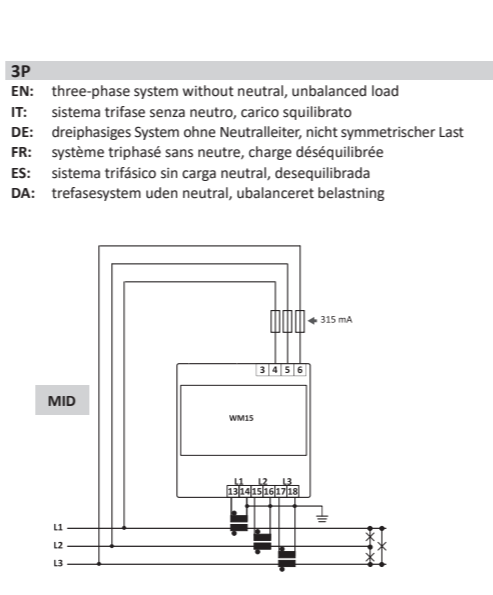 3P
EN: three-phase system without neutral, unbalanced load
IT: sistema trifase senza neutro, carico squilibrato
DE: dreiphasiges System ohne Neutralleiter, nicht symmetrischer Last
FR: système triphasé sans neutre, charge déséquilibrée
ES: sistema trifásico sin carga neutral, desequilibrada
DA: trefasesystem uden neutral, ubalanceret belastning
315 mA
3 4 5 6
MID
WM15
L1 L2 L3
13 14 15 16 17 18
L1
L2
L3